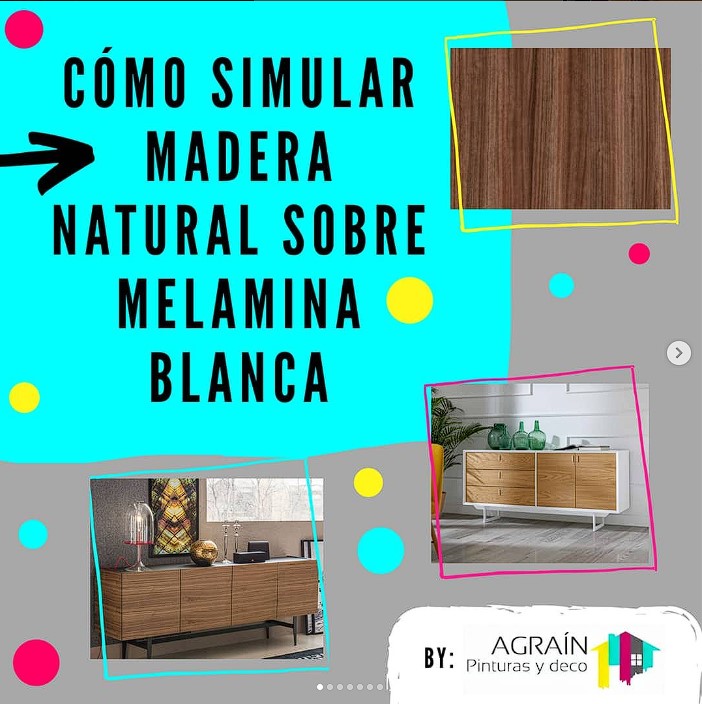 CÓMO SIMULAR
MADERA
NATURAL SOBRE
MELAMINA
BLANCA
BY:
AGRAÍN
Pinturas y deco